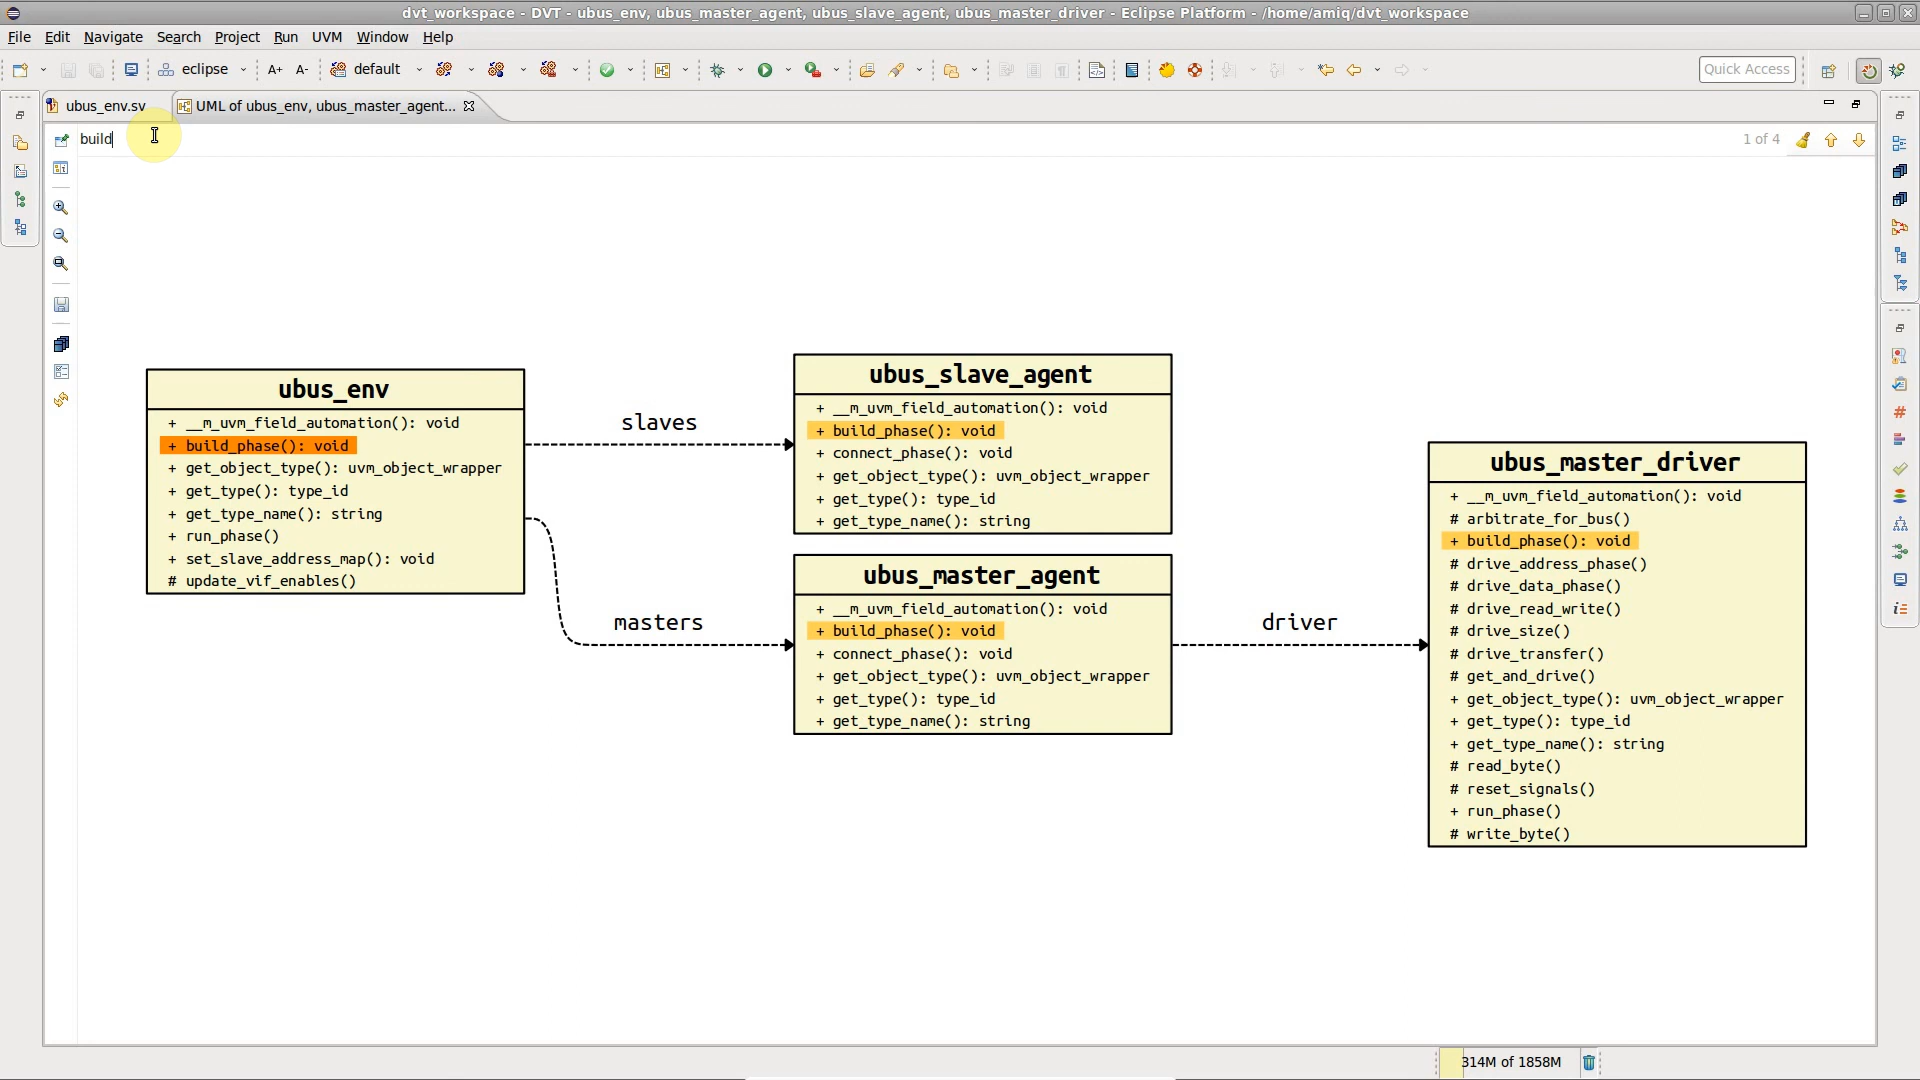 dvt_workspace - DVT - ubus_env, ubus_master_agent, ubus_slave_agent, ubus_master_driver - Eclipse Platform - /home/amiq/dvt_workspace
File Edit Navigate Search Project Run UVM Window Help
eclipse A+ A- default Quick Access
ubus_env.sv UML of ubus_env, ubus_master_agent...
build 1 of 4
ubus_env
+ __m_uvm_field_automation(): void
+ build_phase(): void
+ get_object_type(): uvm_object_wrapper
+ get_type(): type_id
+ get_type_name(): string
+ run_phase()
+ set_slave_address_map(): void
# update_vif_enables()
slaves
masters
ubus_slave_agent
+ __m_uvm_field_automation(): void
+ build_phase(): void
+ connect_phase(): void
+ get_object_type(): uvm_object_wrapper
+ get_type(): type_id
+ get_type_name(): string
ubus_master_agent
+ __m_uvm_field_automation(): void
+ build_phase(): void
+ connect_phase(): void
+ get_object_type(): uvm_object_wrapper
+ get_type(): type_id
+ get_type_name(): string
driver
ubus_master_driver
+ __m_uvm_field_automation(): void
# arbitrate_for_bus()
+ build_phase(): void
# drive_address_phase()
# drive_data_phase()
# drive_read_write()
# drive_size()
# drive_transfer()
# get_and_drive()
+ get_object_type(): uvm_object_wrapper
+ get_type(): type_id
+ get_type_name(): string
# read_byte()
# reset_signals()
+ run_phase()
# write_byte()
314M of 1858M